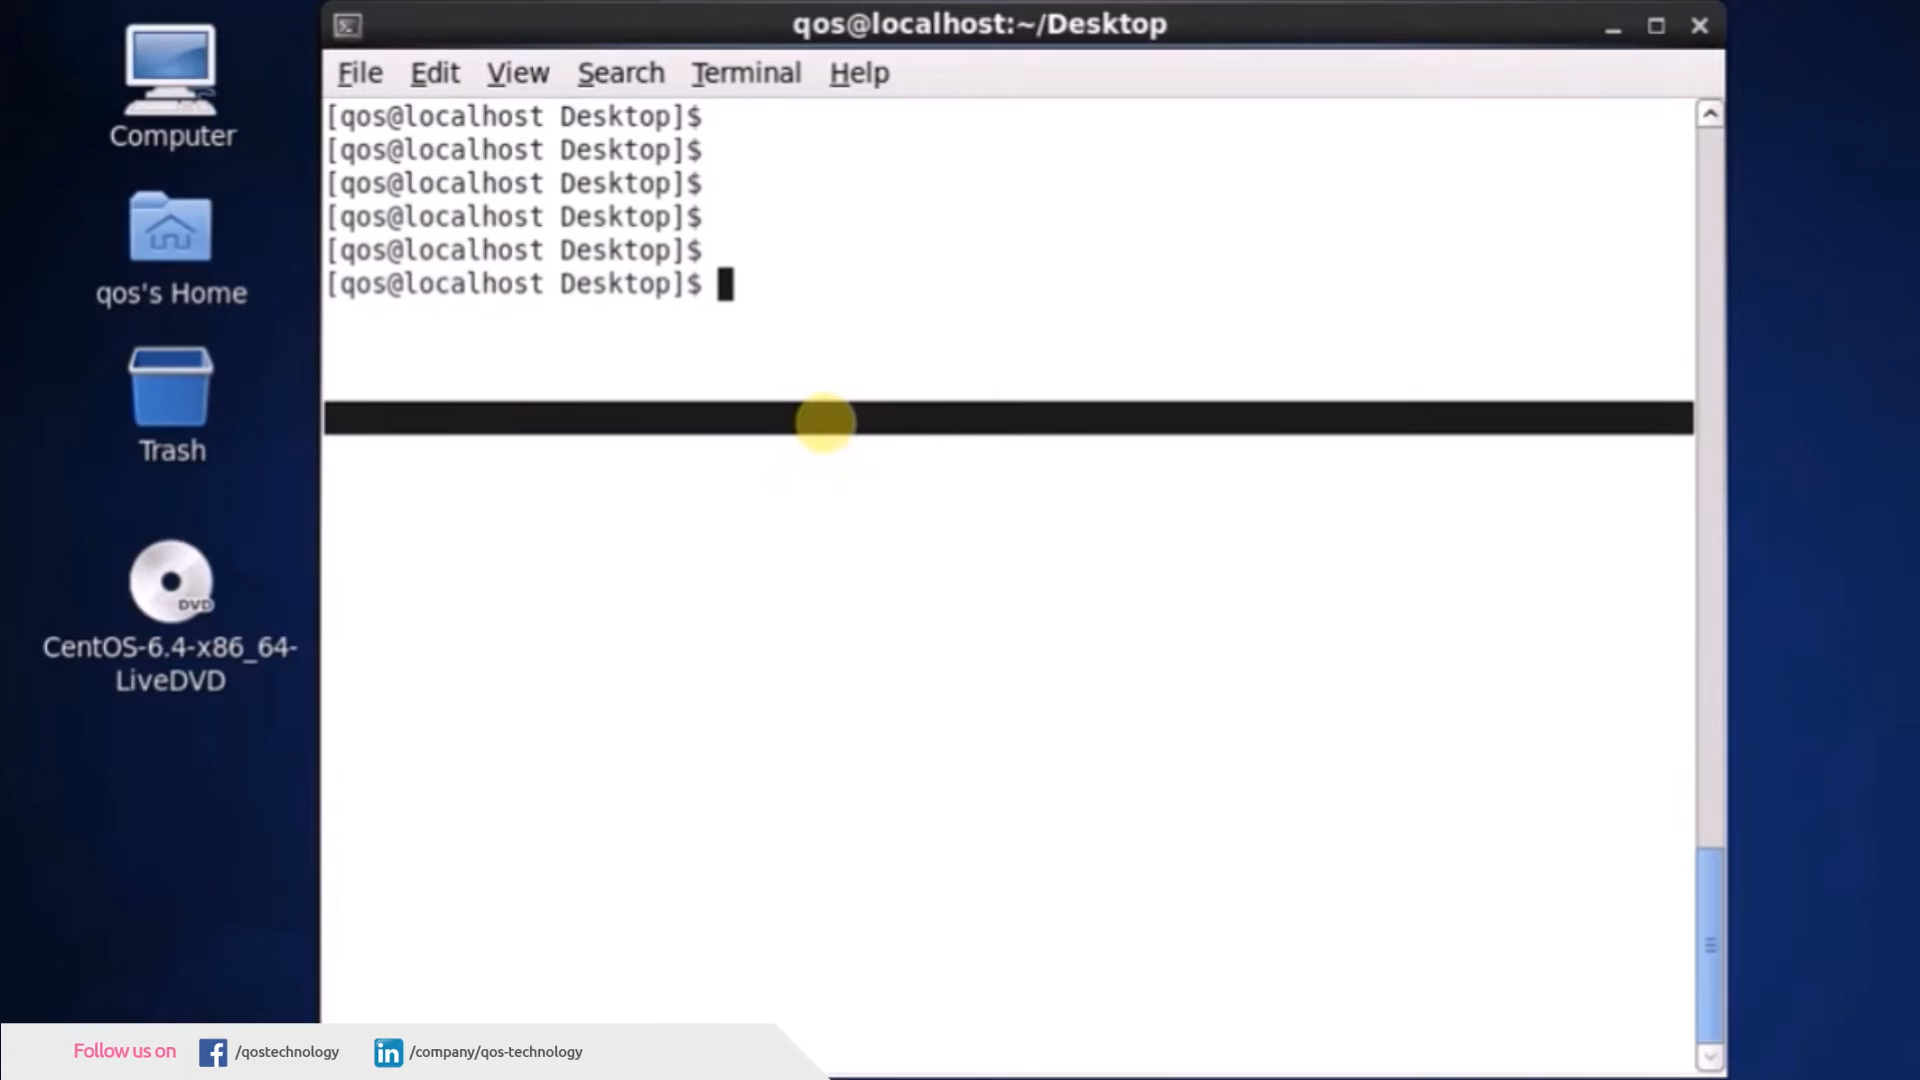 qos@localhost:~/Desktop
File Edit View Search Terminal Help
[qos@localhost Desktop]$
[qos@localhost Desktop]$
[qos@localhost Desktop]$
[qos@localhost Desktop]$
[qos@localhost Desktop]$
[qos@localhost Desktop]$
Computer
qos's Home
Trash
DVD
CentOS-6.4-x86_64-
LiveDVD
Follow us on /qostechnology in /company/qos-technology